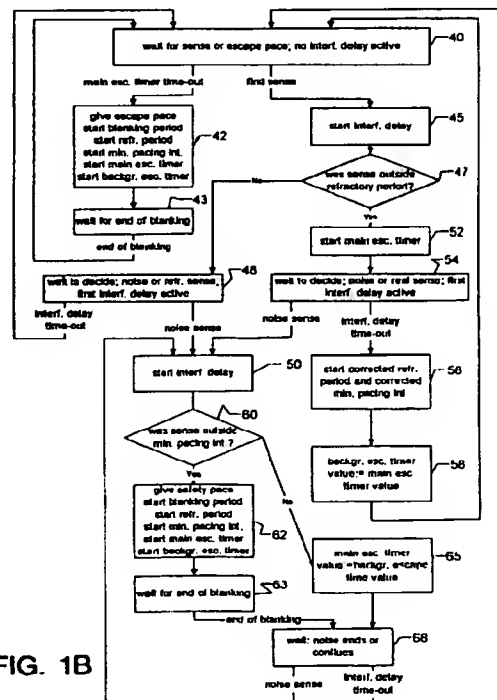 wait for sense or escape pace; no interf. delay active
40
main esc. timer time-out
first sense
give escape pace
start blanking period
start refr. period
start min. pacing int.
start main esc. timer
start backgr. esc. timer
42
start interf. delay
45
was sense outside
refractory period?
47
No
Yes
43
wait for end of blanking
end of blanking
start main esc. timer
52
54
48
wait to decide; noise or refr. sense,
first interf. delay active
wait to decide; noise or real sense; first
interf. delay active
interf. delay
time-out
noise sense
noise sense
interf. delay
time-out
start interf. delay
50
start corrected refr.
period and corrected
min. pacing int
56
60
was sense outside
min. pacing int ?
Yes
No
backgr. esc. timer
value:= main esc
timer value
58
give safety pace
start blanking period
start refr. period
start min. pacing int,
start main esc. timer
start backgr. esc. timer
62
main esc. timer
value =backgr. escape
time value
65
wait for end of blanking
63
end of blanking
wait; noise ends or
68
noise sense
interf. delay
time-out
FIG. 1B